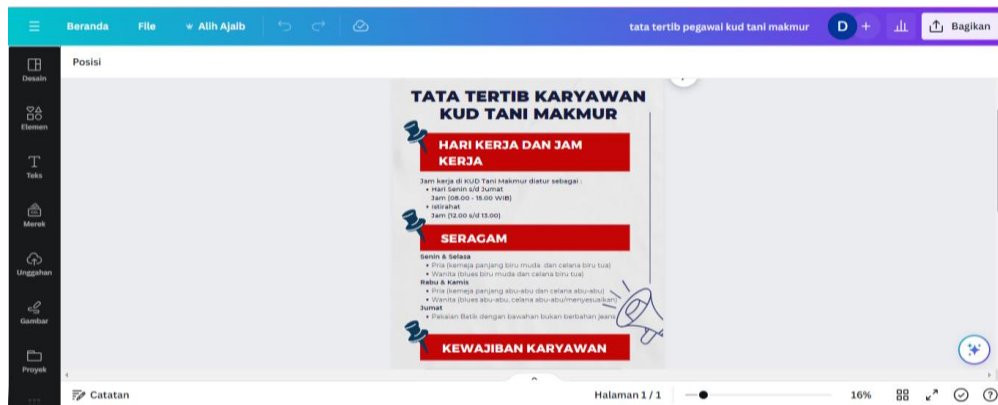 Beranda File Alih Ajaib tata tertib pegawai kud tani makmur D + Bagikan
Posisi
Desain
Elemen
Teks
Merek
Unggahan
Gambar
Proyek
TATA TERTIB KARYAWAN
KUD TANI MAKMUR
HARI KERJA DAN JAM
KERJA
Jam kerja di KUD Tani Makmur diatur sebagai :
• Hari Senin s/d Jumat
Jam (08.00 - 15.00 WIB)
• Istirahat
Jam (12.00 s/d 13.00)
SERAGAM
Senin & Selasa
• Pria (kemeja panjang biru muda dan celana biru tua)
• Wanita (blues biru muda dan celana biru tua)
Rabu & Kamis
• Pria (kemeja panjang abu-abu dan celana abu-abu)
• Wanita (blues abu-abu, celana abu-abu/menyesuaikan)
Jumat
• Pakaian Batik dengan bawahan bukan berbahan jeans
KEWAJIBAN KARYAWAN
Catatan Halaman 1 / 1 16%